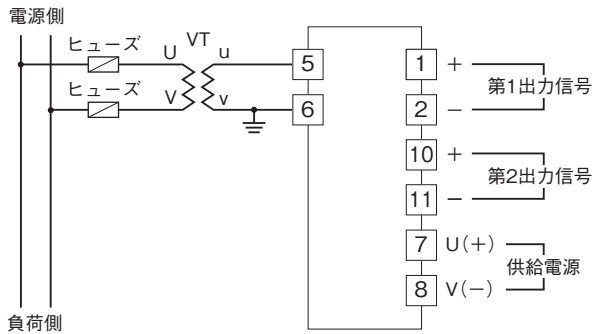 電源側
ヒューズ
U
VT
u
5
1
+
第1出力信号
ヒューズ
V
v
6
2
−
10
+
第2出力信号
11
−
7
U(+)
供給電源
8
V(−)
負荷側